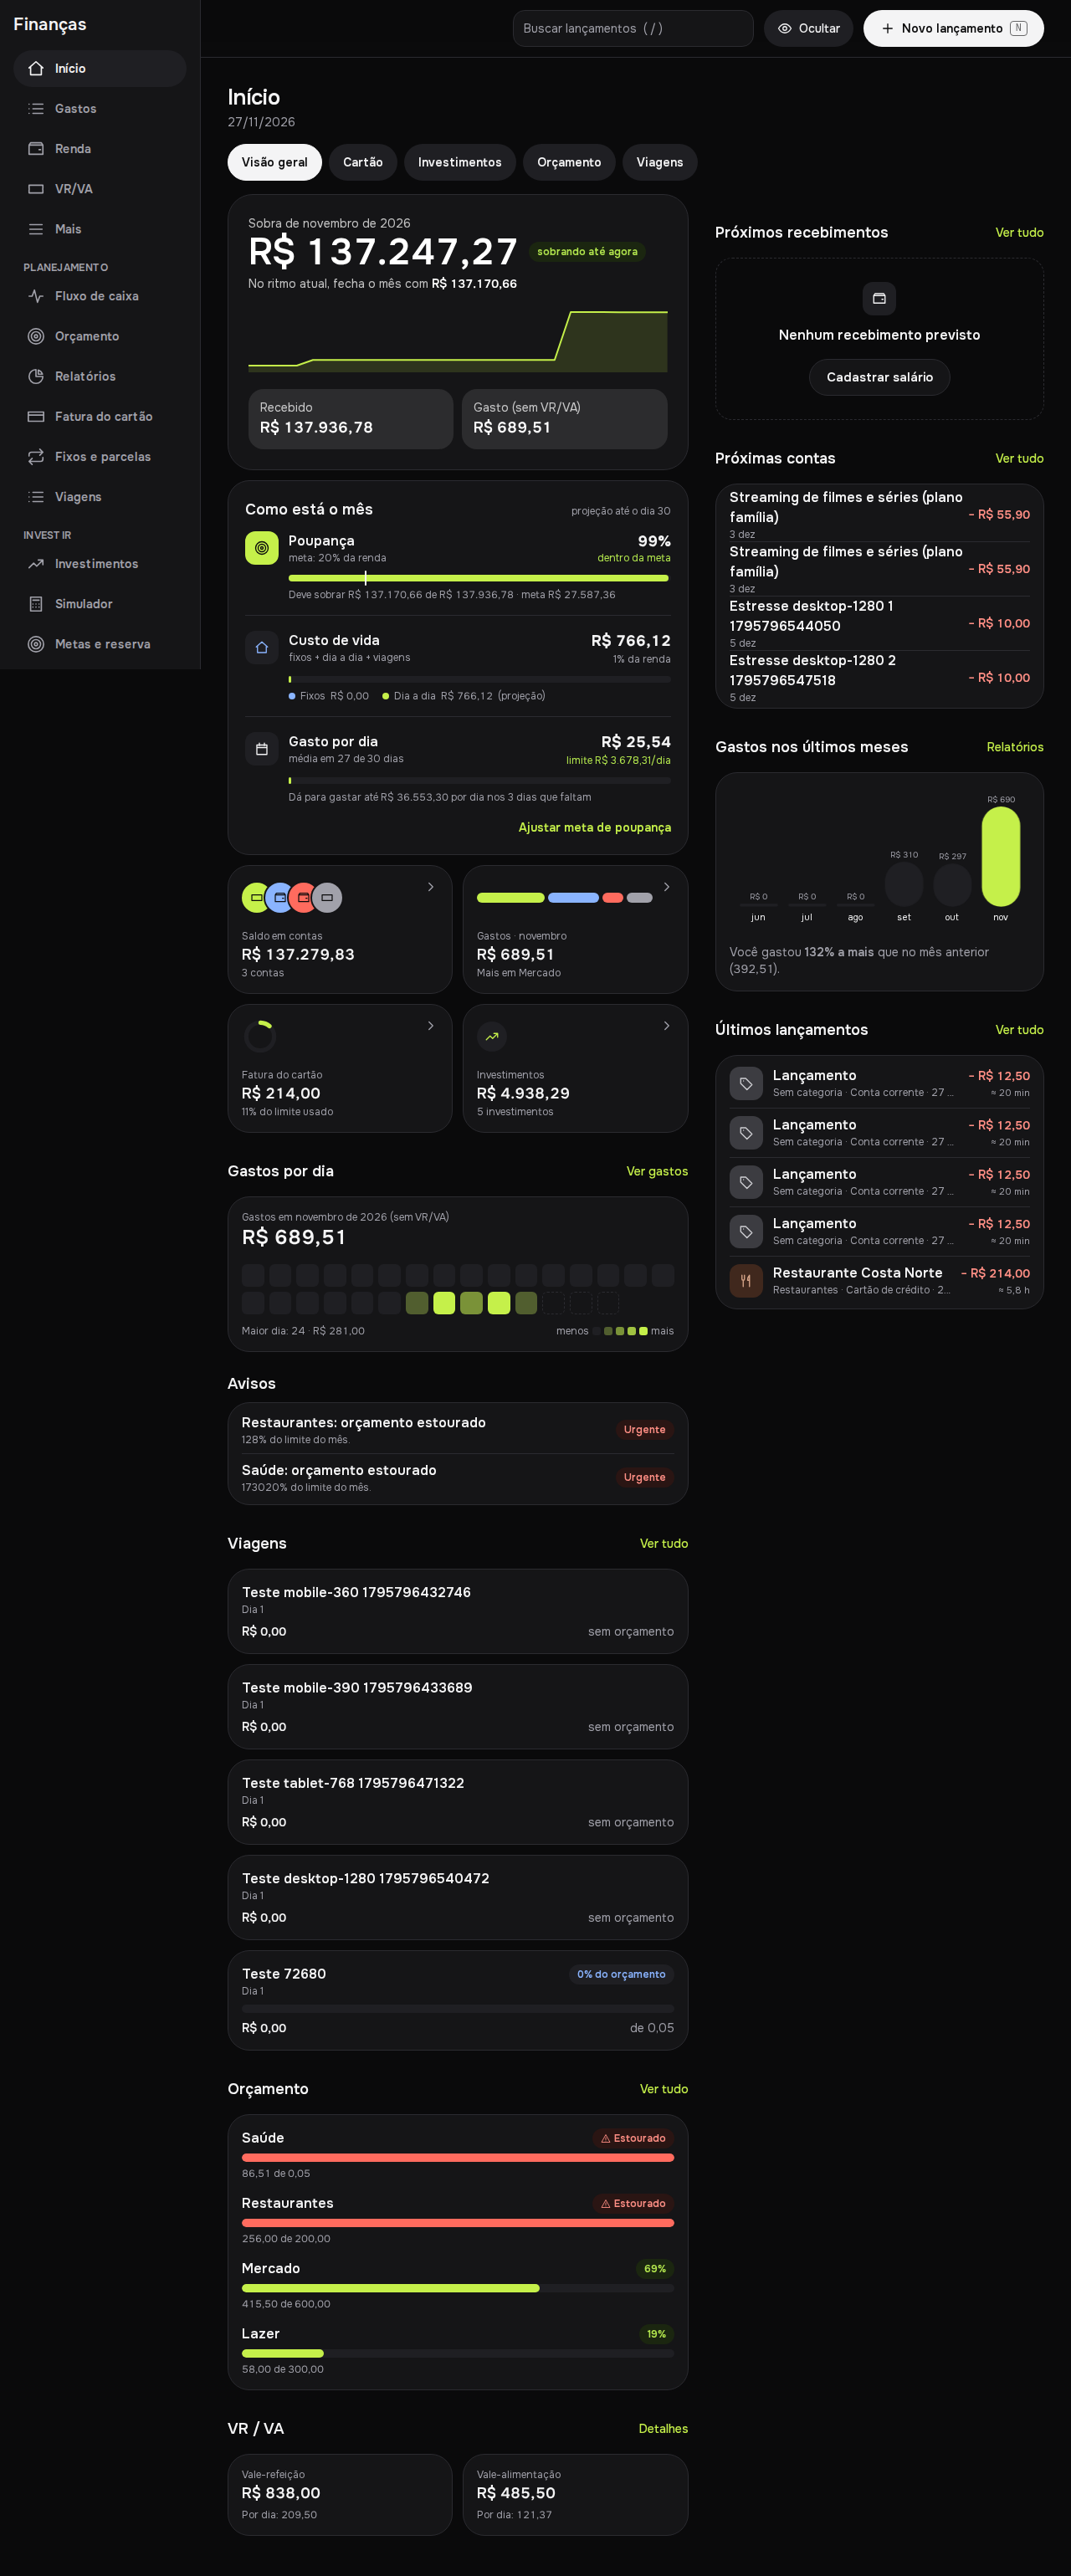 Finanças
Início
Gastos
Renda
VR/VA
Mais
PLANEJAMENTO
Fluxo de caixa
Orçamento
Relatórios
Fatura do cartão
Fixos e parcelas
Viagens
INVESTIR
Investimentos
Simulador
Metas e reserva
Buscar lançamentos ( / )
Ocultar
Novo lançamento N
Início
27/11/2026
Visão geral
Cartão
Investimentos
Orçamento
Viagens
Sobra de novembro de 2026
R$ 137.247,27 sobrando até agora
No ritmo atual, fecha o mês com R$ 137.170,66
Recebido
R$ 137.936,78
Gasto (sem VR/VA)
R$ 689,51
Como está o mês
projeção até o dia 30
Poupança 99%
meta: 20% da renda dentro da meta
Deve sobrar R$ 137.170,66 de R$ 137.936,78 · meta R$ 27.587,36
Custo de vida R$ 766,12
fixos + dia a dia + viagens 1% da renda
Fixos R$ 0,00 Dia a dia R$ 766,12 (projeção)
Gasto por dia R$ 25,54
média em 27 de 30 dias limite R$ 3.678,31/dia
Dá para gastar até R$ 36.553,30 por dia nos 3 dias que faltam
Ajustar meta de poupança
Saldo em contas
R$ 137.279,83
3 contas
Gastos · novembro
R$ 689,51
Mais em Mercado
Fatura do cartão
R$ 214,00
11% do limite usado
Investimentos
R$ 4.938,29
5 investimentos
Gastos por dia Ver gastos
Gastos em novembro de 2026 (sem VR/VA)
R$ 689,51
Maior dia: 24 · R$ 281,00 menos mais
Avisos
Restaurantes: orçamento estourado
128% do limite do mês.
Urgente
Saúde: orçamento estourado
173020% do limite do mês.
Urgente
Viagens Ver tudo
Teste mobile-360 1795796432746
Dia 1
R$ 0,00 sem orçamento
Teste mobile-390 1795796433689
Dia 1
R$ 0,00 sem orçamento
Teste tablet-768 1795796471322
Dia 1
R$ 0,00 sem orçamento
Teste desktop-1280 1795796540472
Dia 1
R$ 0,00 sem orçamento
Teste 72680 0% do orçamento
Dia 1
R$ 0,00 de 0,05
Orçamento Ver tudo
Saúde Estourado
86,51 de 0,05
Restaurantes Estourado
256,00 de 200,00
Mercado 69%
415,50 de 600,00
Lazer 19%
58,00 de 300,00
VR / VA Detalhes
Vale-refeição
R$ 838,00
Por dia: 209,50
Vale-alimentação
R$ 485,50
Por dia: 121,37
Próximos recebimentos Ver tudo
Nenhum recebimento previsto
Cadastrar salário
Próximas contas Ver tudo
Streaming de filmes e séries (plano
família)
3 dez
− R$ 55,90
Streaming de filmes e séries (plano
família)
3 dez
− R$ 55,90
Estresse desktop-1280 1
1795796544050
5 dez
− R$ 10,00
Estresse desktop-1280 2
1795796547518
5 dez
− R$ 10,00
Gastos nos últimos meses Relatórios
R$ 0 R$ 0 R$ 0 R$ 310 R$ 297 R$ 690
jun jul ago set out nov
Você gastou 132% a mais que no mês anterior
(392,51).
Últimos lançamentos Ver tudo
Lançamento − R$ 12,50
Sem categoria · Conta corrente · 27 ... ≈ 20 min
Lançamento − R$ 12,50
Sem categoria · Conta corrente · 27 ... ≈ 20 min
Lançamento − R$ 12,50
Sem categoria · Conta corrente · 27 ... ≈ 20 min
Lançamento − R$ 12,50
Sem categoria · Conta corrente · 27 ... ≈ 20 min
Restaurante Costa Norte − R$ 214,00
Restaurantes · Cartão de crédito · 2... ≈ 5,8 h